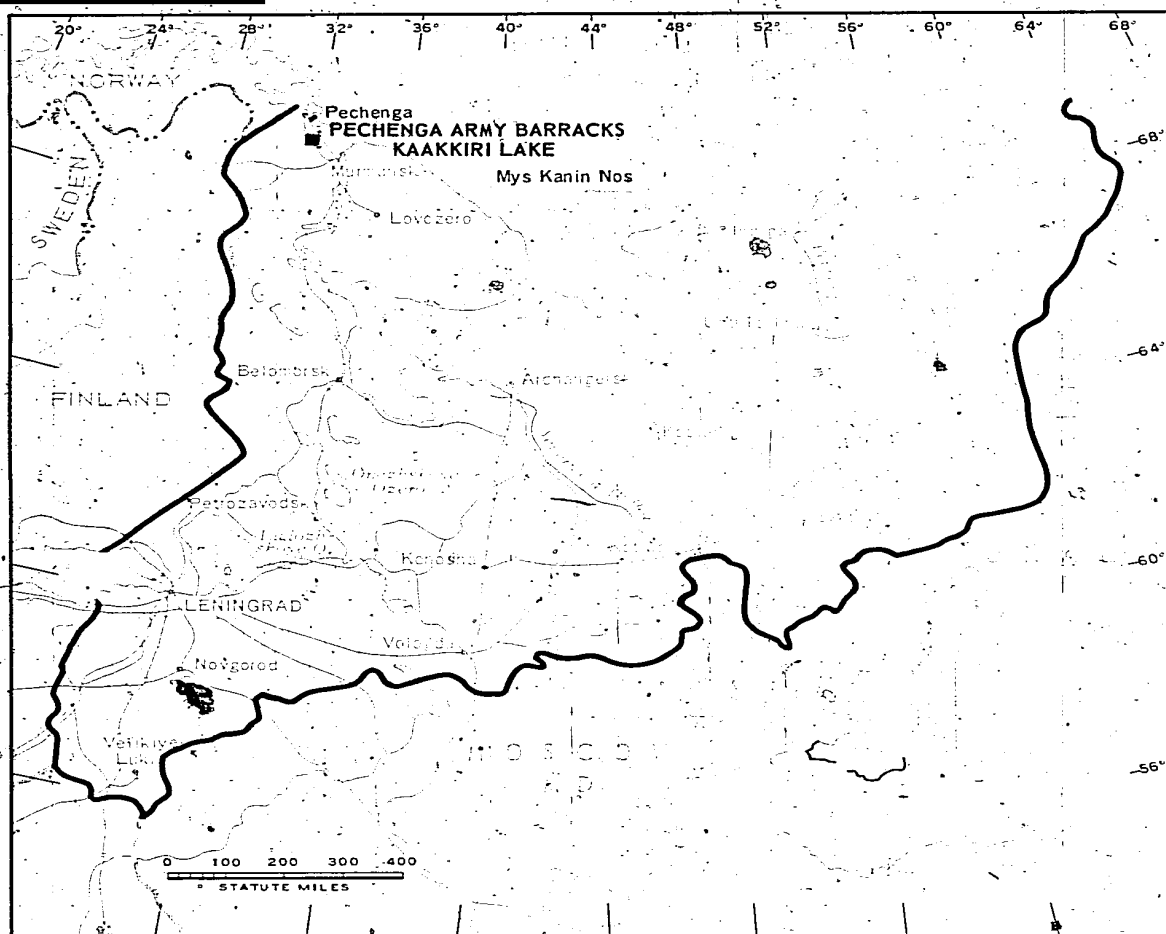 20° 24° 28° 32° 36° 40° 44° 48° 52° 56° 60° 64° 68°
NORWAY
Pechenga
PECHENGA ARMY BARRACKS
KAAKKIRI LAKE
68°
Murmansk
Mys Kanin Nos
SWEDEN
Lovozero
64°
Belomorsk
Archangelsk
FINLAND
Petrozavodsk
Konosha
60°
LENINGRAD
Vologda
Novgorod
Velikiye
Luki
MOSCOW
56°
0 100 200 300 400
STATUTE MILES